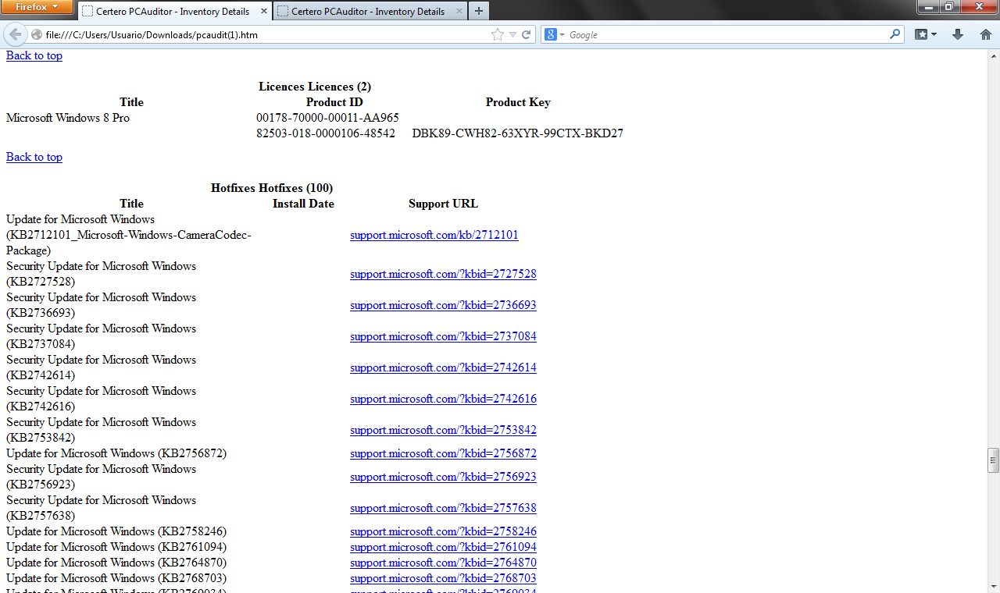 Firefox
Certero PCAuditor - Inventory Details
Certero PCAuditor - Inventory Details
file:///C:/Users/Usuario/Downloads/pcaudit(1).htm
Google
Back to top
Licences Licences (2)
Title Product ID Product Key
Microsoft Windows 8 Pro 00178-70000-00011-AA965
82503-018-0000106-48542 DBK89-CWH82-63XYR-99CTX-BKD27
Back to top
Hotfixes Hotfixes (100)
Title Install Date Support URL
Update for Microsoft Windows
(KB2712101_Microsoft-Windows-CameraCodec-
Package)
support.microsoft.com/kb/2712101
Security Update for Microsoft Windows
(KB2727528)
support.microsoft.com/?kbid=2727528
Security Update for Microsoft Windows
(KB2736693)
support.microsoft.com/?kbid=2736693
Security Update for Microsoft Windows
(KB2737084)
support.microsoft.com/?kbid=2737084
Security Update for Microsoft Windows
(KB2742614)
support.microsoft.com/?kbid=2742614
Security Update for Microsoft Windows
(KB2742616)
support.microsoft.com/?kbid=2742616
Security Update for Microsoft Windows
(KB2753842)
support.microsoft.com/?kbid=2753842
Update for Microsoft Windows (KB2756872) support.microsoft.com/?kbid=2756872
Security Update for Microsoft Windows
(KB2756923)
support.microsoft.com/?kbid=2756923
Security Update for Microsoft Windows
(KB2757638)
support.microsoft.com/?kbid=2757638
Update for Microsoft Windows (KB2758246) support.microsoft.com/?kbid=2758246
Update for Microsoft Windows (KB2761094) support.microsoft.com/?kbid=2761094
Update for Microsoft Windows (KB2764870) support.microsoft.com/?kbid=2764870
Update for Microsoft Windows (KB2768703) support.microsoft.com/?kbid=2768703
Update for Microsoft Windows (KB2769034) support.microsoft.com/?kbid=2769034